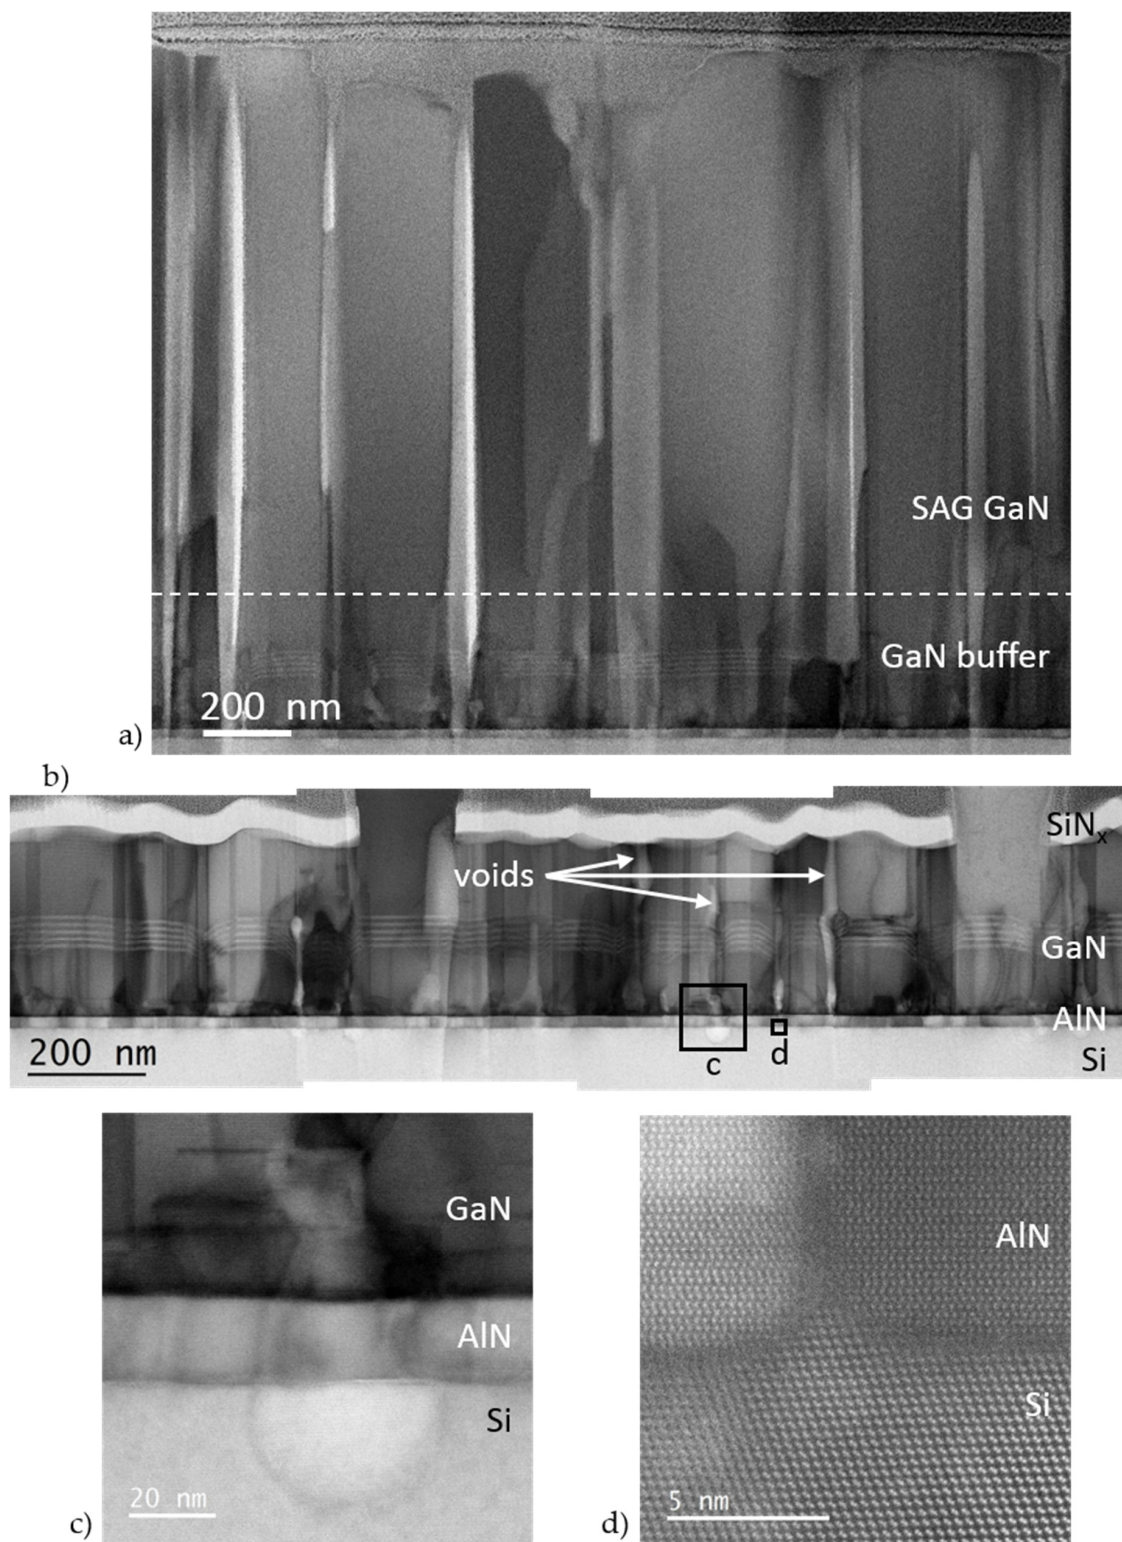 SAG GaN
GaN buffer
200 nm
a)
b)
SiNx
voids
GaN
AlN
200 nm
Si
c
d
GaN
AlN
AlN
Si
Si
20 nm
5 nm
c)
d)